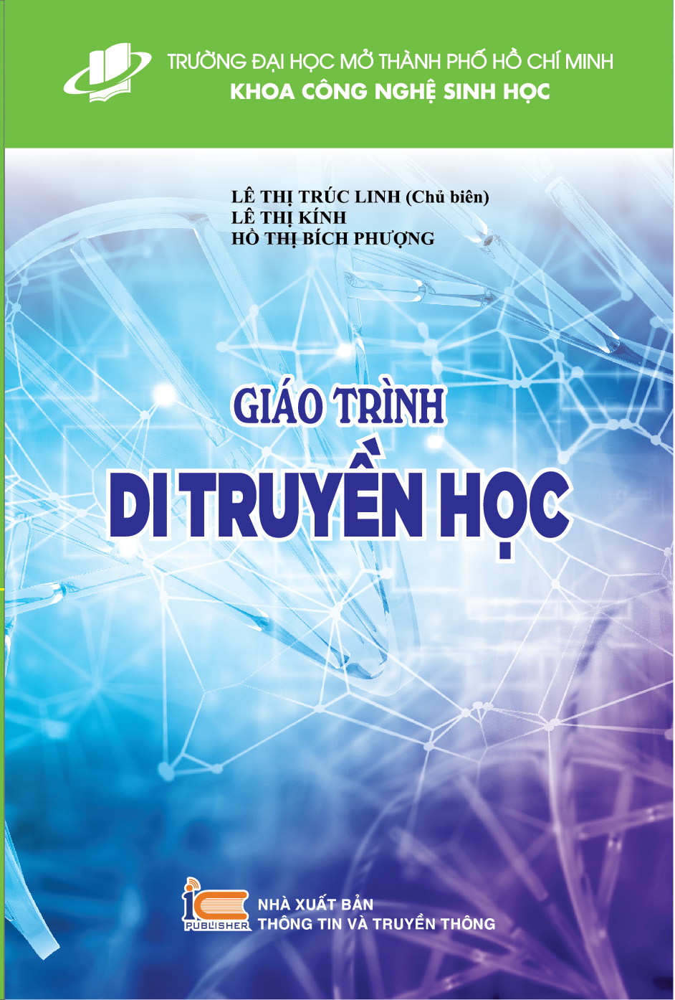 TRƯỜNG ĐẠI HỌC MỞ THÀNH PHỐ HỒ CHÍ MINH
KHOA CÔNG NGHỆ SINH HỌC
LÊ THỊ TRÚC LINH (Chủ biên)
LÊ THỊ KÍNH
HỒ THỊ BÍCH PHƯỢNG
GIÁO TRÌNH
DI TRUYỀN HỌC
iC
PUBLISHER
NHÀ XUẤT BẢN
THÔNG TIN VÀ TRUYỀN THÔNG